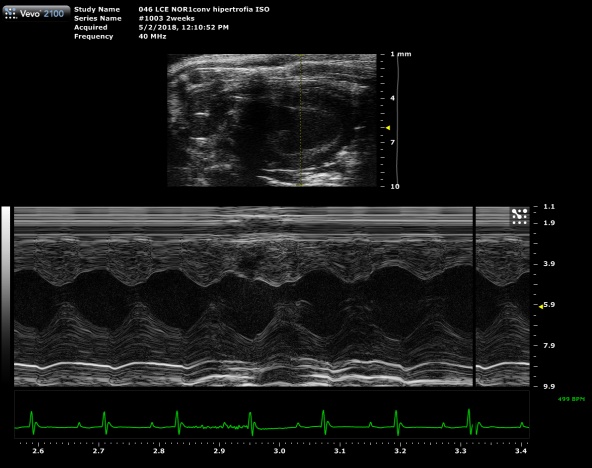 Vevo 2100
Study Name 046 LCE NOR1conv hipertrofia ISO
Series Name #1003 2weeks
Acquired 5/2/2018, 12:10:52 PM
Frequency 40 MHz
1 mm
4
7
10
1.1
1.9
3.9
5.9
7.9
9.9
499 BPM
2.6 2.7 2.8 2.9 3.0 3.1 3.2 3.3 3.4